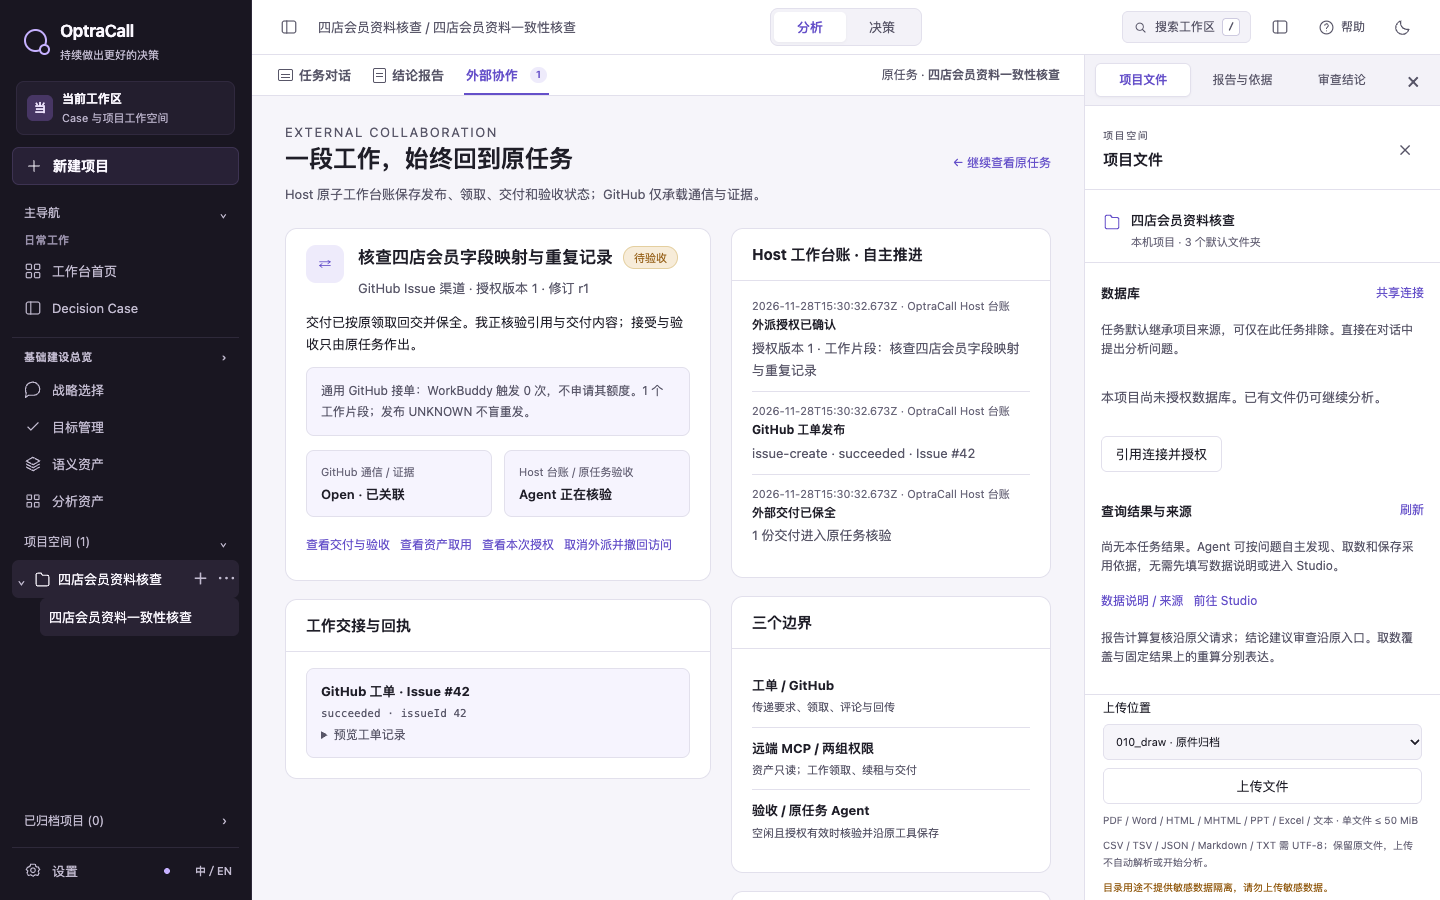 OptraCall
持续做出更好的决策
当
当前工作区
Case 与项目工作空间
新建项目
主导航
日常工作
工作台首页
Decision Case
基础建设总览
战略选择
目标管理
语义资产
分析资产
项目空间 (1)
四店会员资料核查
四店会员资料一致性核查
已归档项目 (0)
设置
中 / EN
四店会员资料核查 / 四店会员资料一致性核查
分析
决策
搜索工作区 /
帮助
任务对话
结论报告
外部协作 1
原任务 · 四店会员资料一致性核查
EXTERNAL COLLABORATION
一段工作，始终回到原任务
← 继续查看原任务
Host 原子工作台账保存发布、领取、交付和验收状态；GitHub 仅承载通信与证据。
核查四店会员字段映射与重复记录
待验收
GitHub Issue 渠道 · 授权版本 1 · 修订 r1
交付已按原领取回交并保全。我正核验引用与交付内容；接受与验
收只由原任务作出。
通用 GitHub 接单：WorkBuddy 触发 0 次，不申请其额度。1 个
工作片段；发布 UNKNOWN 不盲重发。
GitHub 通信 / 证据
Open · 已关联
Host 台账 / 原任务验收
Agent 正在核验
查看交付与验收 查看资产取用 查看本次授权 取消外派并撤回访问
工作交接与回执
GitHub 工单 · Issue #42
succeeded · issueId 42
预览工单记录
Host 工作台账 · 自主推进
2026-11-28T15:30:32.673Z · OptraCall Host 台账
外派授权已确认
授权版本 1 · 工作片段：核查四店会员字段映射
与重复记录
2026-11-28T15:30:32.673Z · OptraCall Host 台账
GitHub 工单发布
issue-create · succeeded · Issue #42
2026-11-28T15:30:32.673Z · OptraCall Host 台账
外部交付已保全
1 份交付进入原任务核验
三个边界
工单 / GitHub
传递要求、领取、评论与回传
远端 MCP / 两组权限
资产只读；工作领取、续租与交付
验收 / 原任务 Agent
空闲且授权有效时核验并沿原工具保存
项目文件
报告与依据
审查结论
项目空间
项目文件
四店会员资料核查
本机项目 · 3 个默认文件夹
数据库
共享连接
任务默认继承项目来源，可仅在此任务排除。直接在对话中
提出分析问题。
本项目尚未授权数据库。已有文件仍可继续分析。
引用连接并授权
查询结果与来源
刷新
尚无本任务结果。Agent 可按问题自主发现、取数和保存采
用依据，无需先填写数据说明或进入 Studio。
数据说明 / 来源 前往 Studio
报告计算复核沿原父请求；结论建议审查沿原入口。取数覆
盖与固定结果上的重算分别表达。
上传位置
010_draw · 原件归档
上传文件
PDF / Word / HTML / MHTML / PPT / Excel / 文本 · 单文件 ≤ 50 MiB
CSV / TSV / JSON / Markdown / TXT 需 UTF-8；保留原文件，上传
不自动解析或开始分析。
目录用途不提供敏感数据隔离，请勿上传敏感数据。